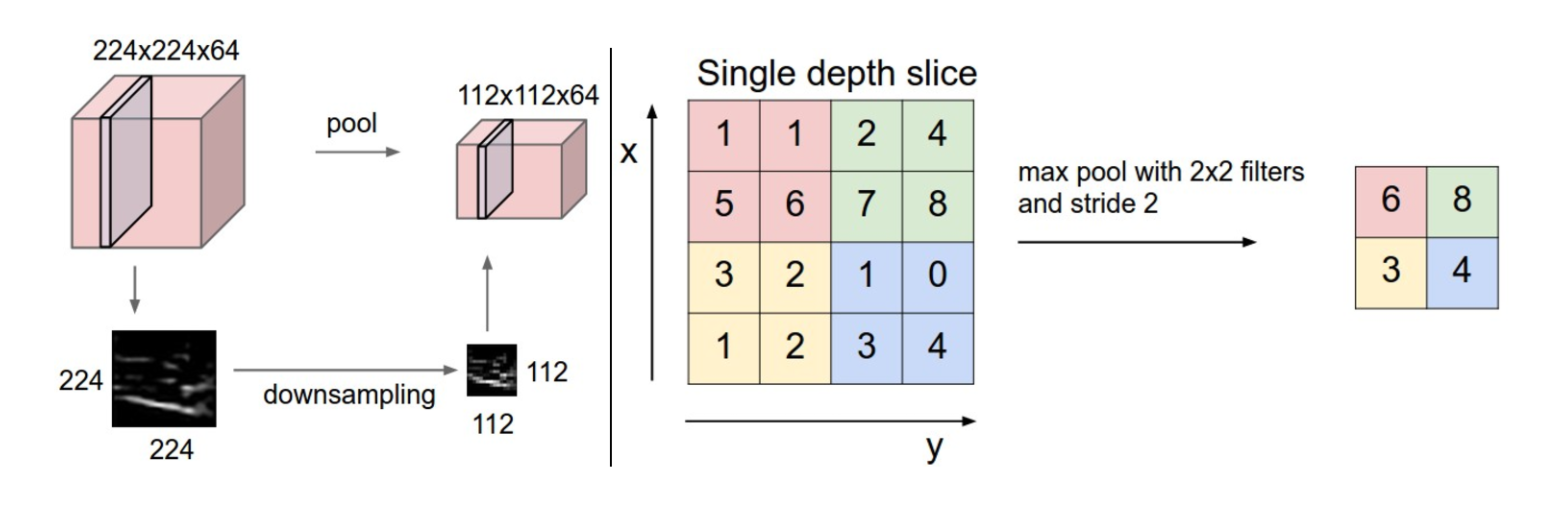 224x224x64
pool
112x112x64
224
224
downsampling
112
112
Single depth slice
x
1 1 2 4
5 6 7 8
3 2 1 0
1 2 3 4
y
max pool with 2x2 filters
and stride 2
6 8
3 4